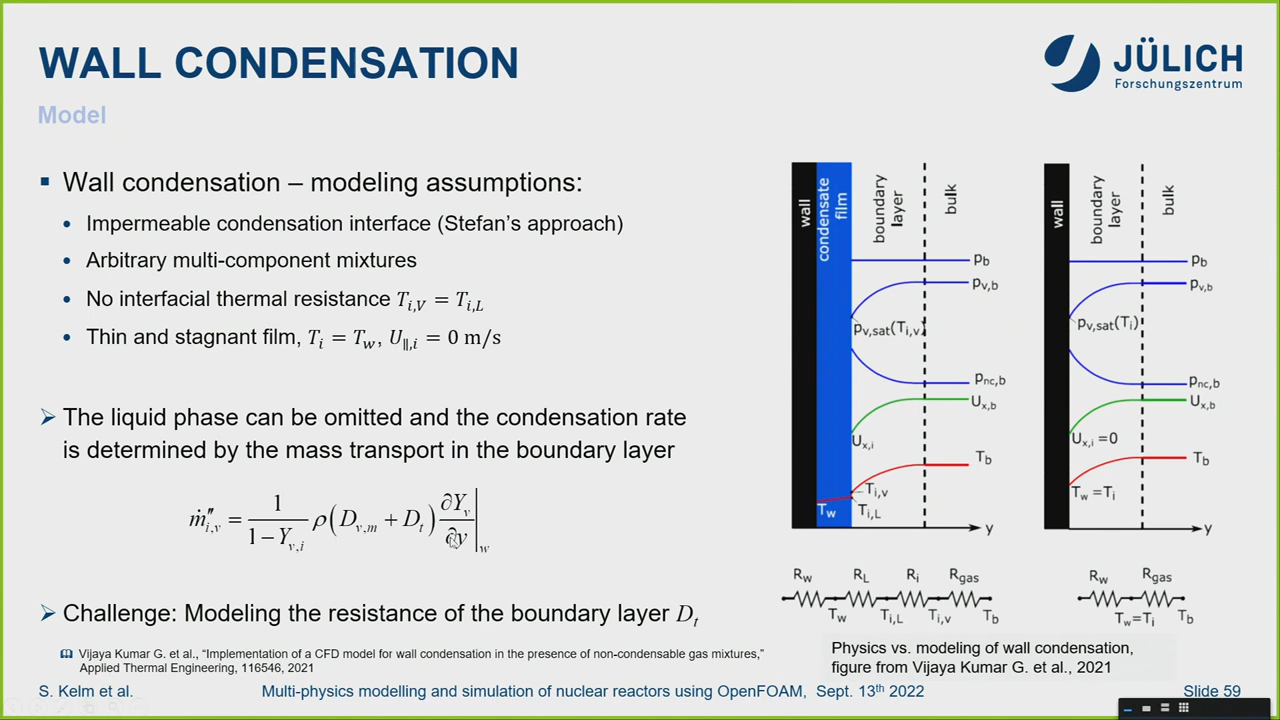 WALL CONDENSATION
JÜLICH
Forschungszentrum
Model
Wall condensation – modeling assumptions:
Impermeable condensation interface (Stefan's approach)
Arbitrary multi-component mixtures
No interfacial thermal resistance T_{i,V} = T_{i,L}
Thin and stagnant film, T_i = T_w, U_{∥,i} = 0 m/s
The liquid phase can be omitted and the condensation rate
is determined by the mass transport in the boundary layer
ṁ″_{i,v} = \frac{1}{1−Y_{v,i}} ρ(D_{v,m} + D_t) \frac{∂Y_v}{∂y}|_w
Challenge: Modeling the resistance of the boundary layer D_t
Vijaya Kumar G. et al., "Implementation of a CFD model for wall condensation in the presence of non-condensable gas mixtures,"
Applied Thermal Engineering, 116546, 2021
wall
condensate
film
boundary
layer
bulk
p_b
p_{v,b}
p_{v,sat}(T_{i,v})
p_{nc,b}
U_{x,b}
U_{x,i}
T_b
T_{i,v}
T_w
T_{i,L}
y
R_w R_L R_i R_gas
T_w T_{i,L} T_{i,v} T_b
wall
boundary
layer
bulk
p_b
p_{v,b}
p_{v,sat}(T_i)
p_{nc,b}
U_{x,b}
U_{x,i} =0
T_b
T_w =T_i
y
R_w R_gas
T_w=T_i T_b
Physics vs. modeling of wall condensation,
figure from Vijaya Kumar G. et al., 2021
S. Kelm et al.
Multi-physics modelling and simulation of nuclear reactors using OpenFOAM, Sept. 13th 2022
Slide 59